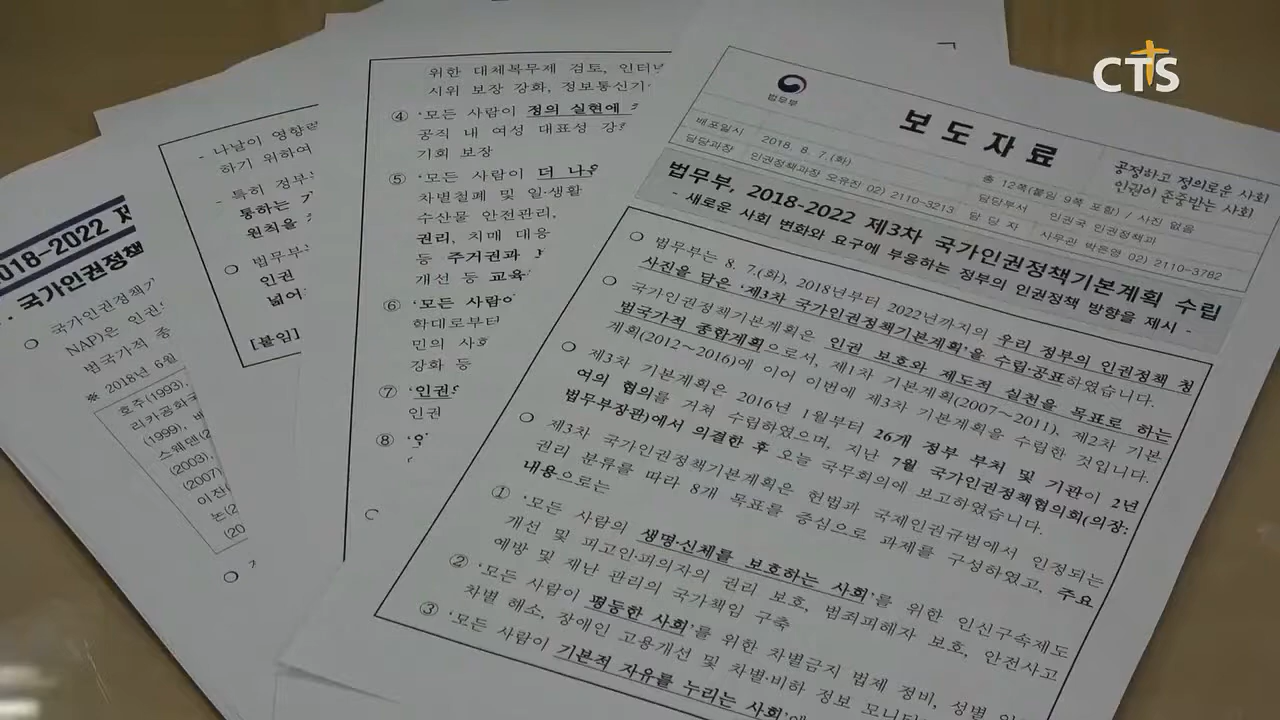 CTS
법무부
보도자료
공정하고 정의로운 사회
인권이 존중받는 사회
배포일시 2018. 8. 7.(화) 총 12쪽(붙임 9쪽 포함) / 사진 없음
담당부서 인권국 인권정책과
담당과장 인권정책과장 오유진 02) 2110-3213 담 당 자 사무관 박은영 02) 2110-3782
법무부, 2018-2022 제3차 국가인권정책기본계획 수립
- 새로운 사회 변화와 요구에 부응하는 정부의 인권정책 방향을 제시 -
○ 법무부는 8. 7.(화), 2018년부터 2022년까지의 우리 정부의 인권정책 청
사진을 담은 '제3차 국가인권정책기본계획'을 수립·공표하였습니다.
○ 국가인권정책기본계획은 인권 보호와 제도적 실천을 목표로 하는
범국가적 종합계획으로서, 제1차 기본계획(2007~2011), 제2차 기본
계획(2012~2016)에 이어 이번에 제3차 기본계획을 수립한 것입니다.
○ 제3차 기본계획은 2016년 1월부터 26개 정부 부처 및 기관이 2년
여의 협의를 거쳐 수립하였으며, 지난 7월 국가인권정책협의회(의장:
법무부장관)에서 의결한 후 오늘 국무회의에 보고하였습니다.
○ 제3차 국가인권정책기본계획은 헌법과 국제인권규범에서 인정되는
권리 분류를 따라 8개 목표를 중심으로 과제를 구성하였고, 주요
내용으로는
① '모든 사람의 생명·신체를 보호하는 사회'를 위한 인신구속제도
개선 및 피고인·피의자의 권리 보호, 범죄피해자 보호, 안전사고
예방 및 재난 관리의 국가책임 구축
② '모든 사람이 평등한 사회'를 위한 차별금지 법제 정비, 성별
차별 해소, 장애인 고용개선 및 차별·비하 정보
③ '모든 사람이 기본적 자유를 누리는 사회'에
위한 대체복무제 검토, 인터넷
시위 보장 강화, 정보통신기
④ '모든 사람이 정의 실현에
공직 내 여성 대표성 강
기회 보장
⑤ '모든 사람이 더 나
차별철폐 및 일·생활
수산물 안전관리,
권리, 치매 대응
등 주거권과
개선 등 교육
⑥ '모든 사람이
학대로부터
민의 사
강화 등
⑦ '인권
인권
⑧
- 나날이 영향
하기 위하여
- 특히 정부
통하는
원칙을
○ 법무부
인권
넘어
[붙임]
2018-2022 제
국가인권정책
○ 국가인권정책기
NAP)은 인권
범국가적 종
※ 2018년 6월
호주(1993),
리카공화국
(1999),
스웨덴(2
(2003),
(2007)
논(2
(20
○